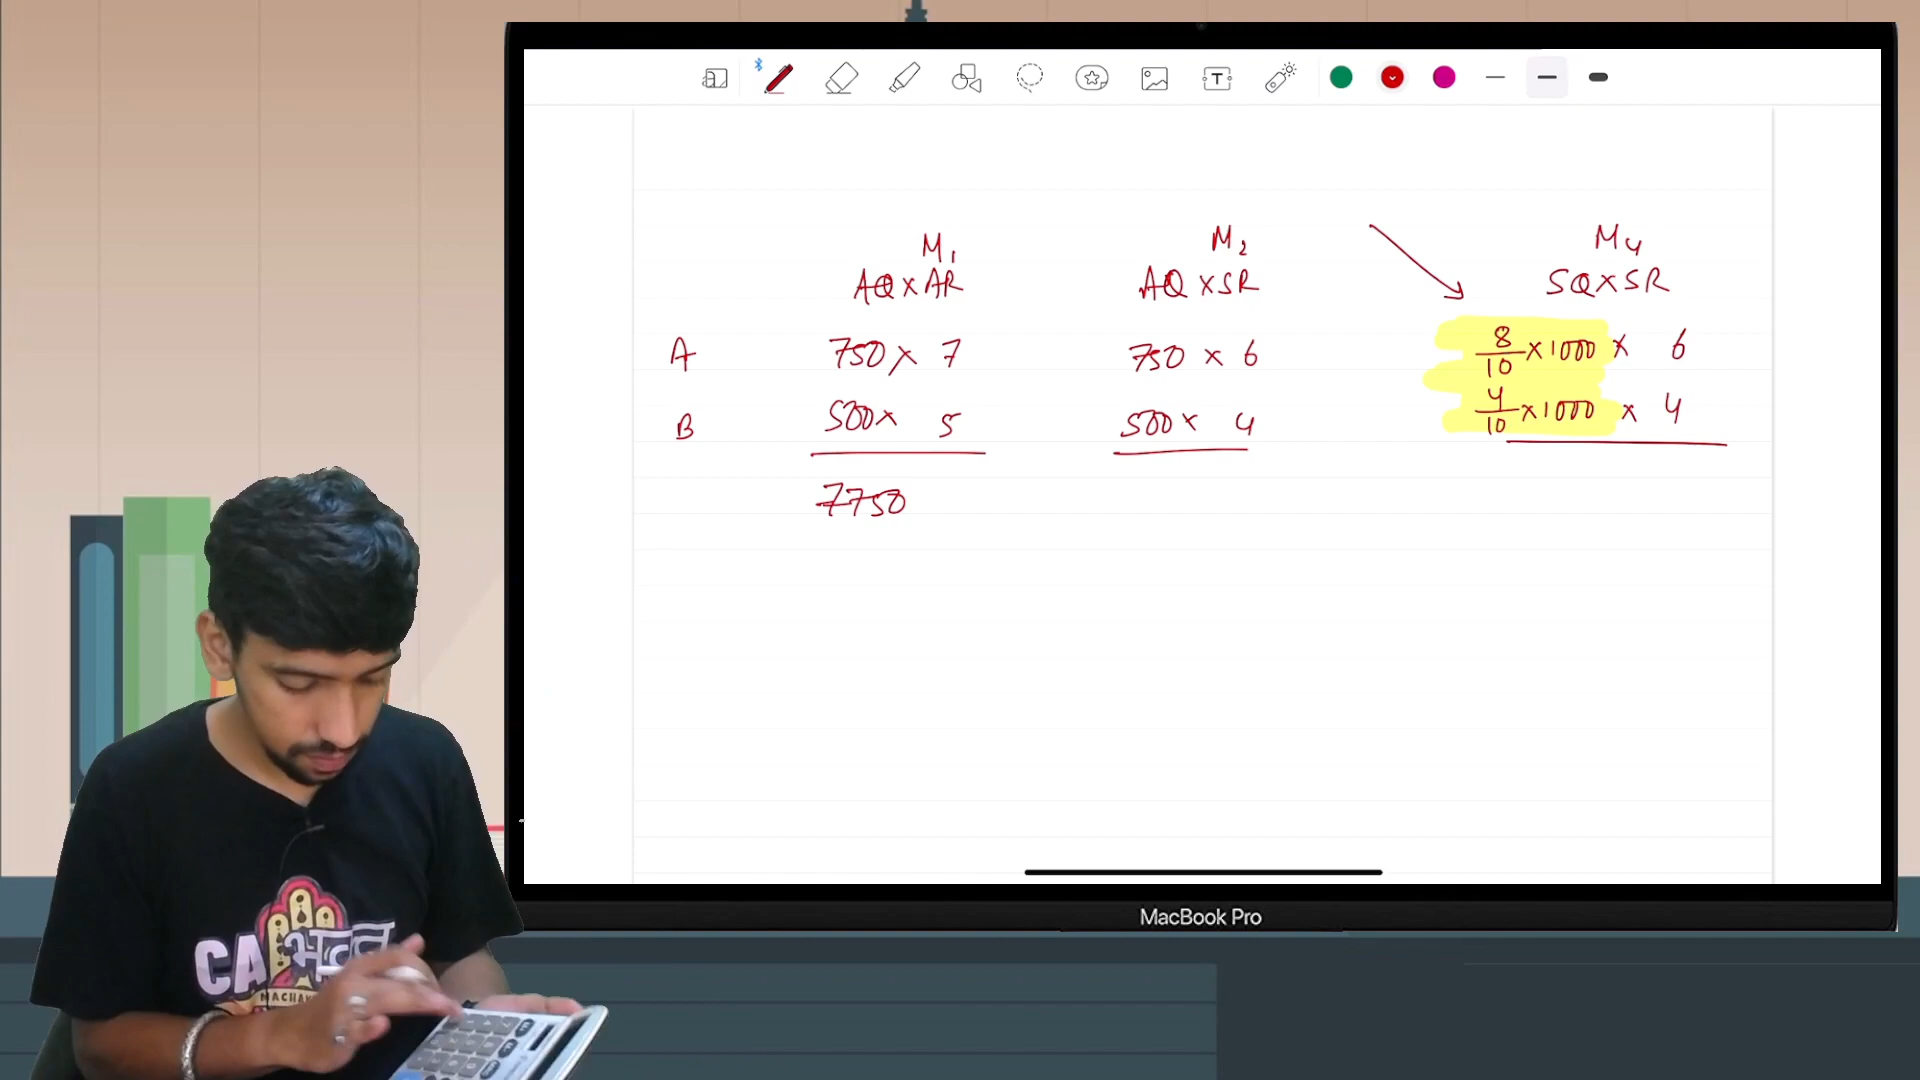 T
M₁ M₂ M₄
AQ x AR AQ x SR SQ x SR
A 750 x 7 750 x 6 8/10 x 1000 x 6
B 500 x 5 500 x 4 4/10 x 1000 x 4
7750
MacBook Pro
CA भवन